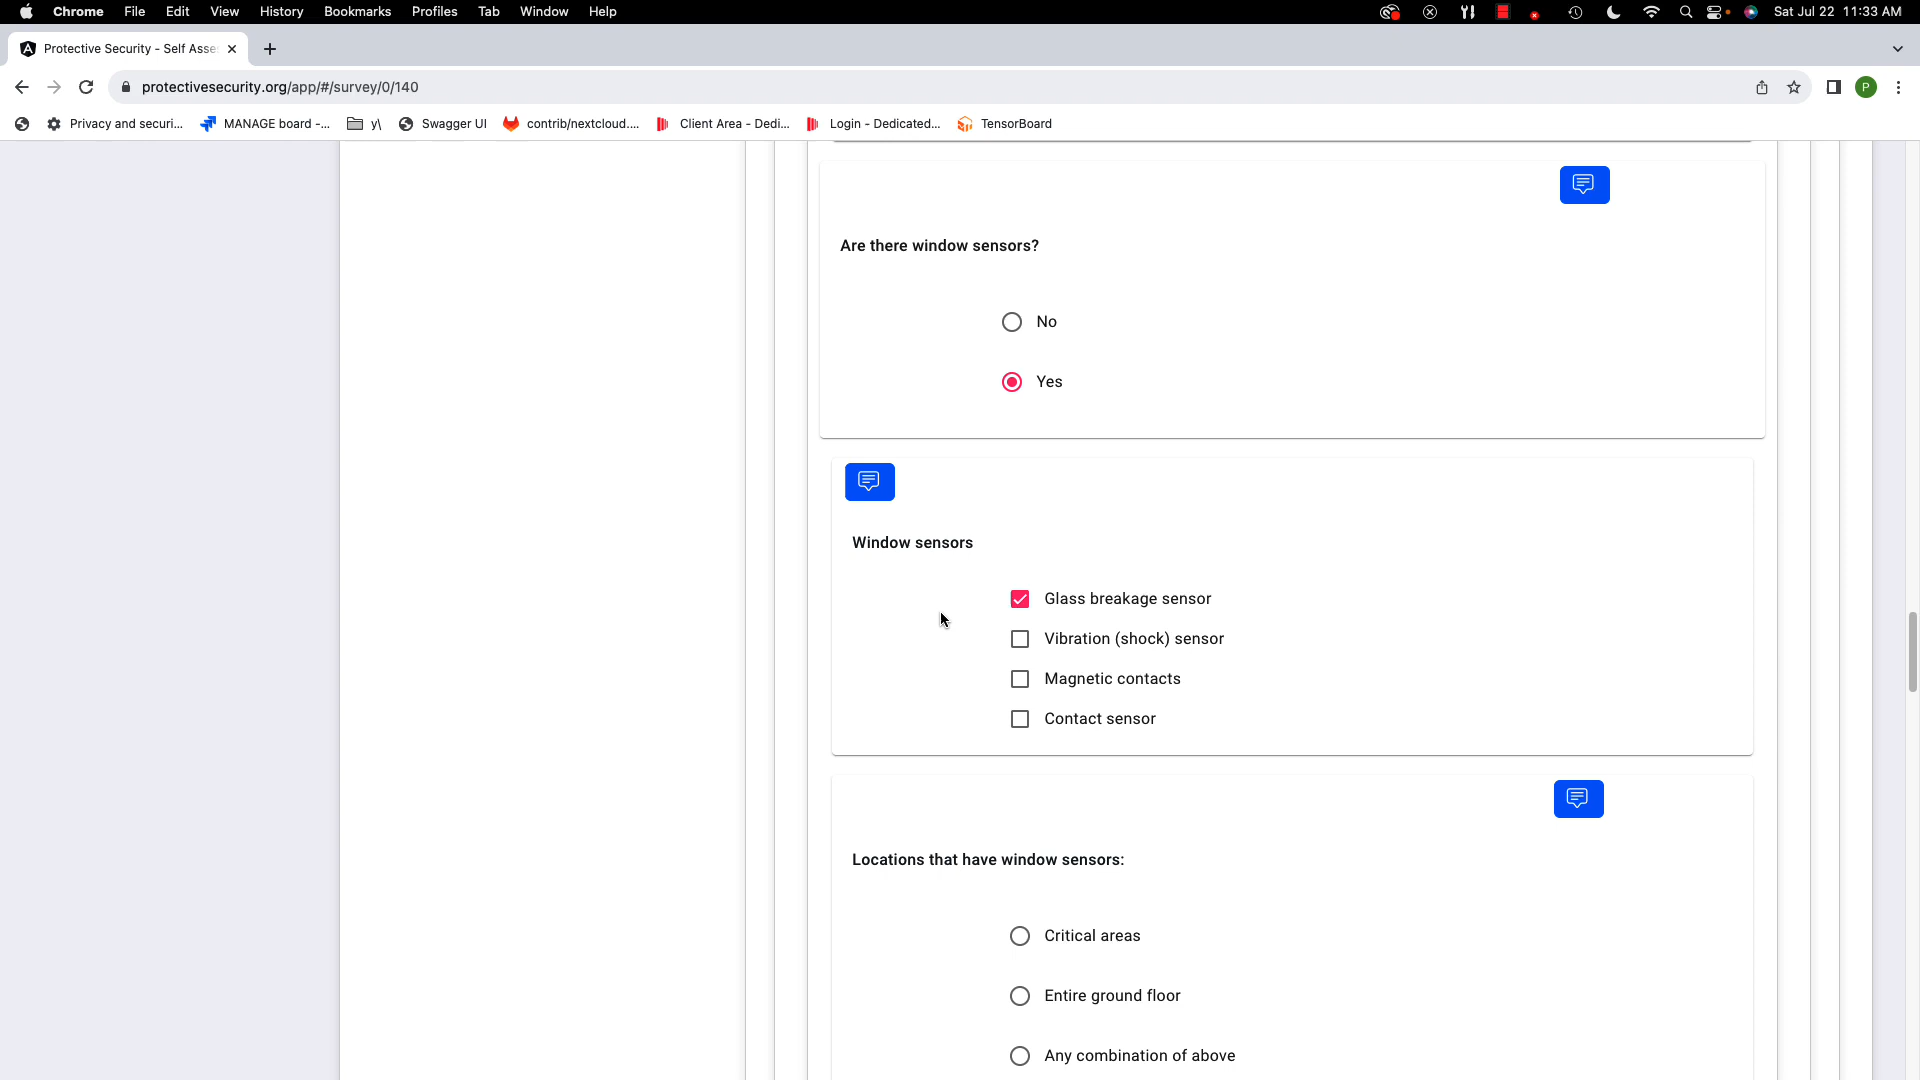 Chrome File Edit View History Bookmarks Profiles Tab Window Help Sat Jul 22 11:33 AM
Protective Security - Self Asse
protectivesecurity.org/app/#/survey/0/140 P
Privacy and securi... MANAGE board -... y\ Swagger UI contrib/nextcloud.... Client Area - Dedi... Login - Dedicated... TensorBoard
Are there window sensors?
No
Yes
Window sensors
Glass breakage sensor
Vibration (shock) sensor
Magnetic contacts
Contact sensor
Locations that have window sensors:
Critical areas
Entire ground floor
Any combination of above